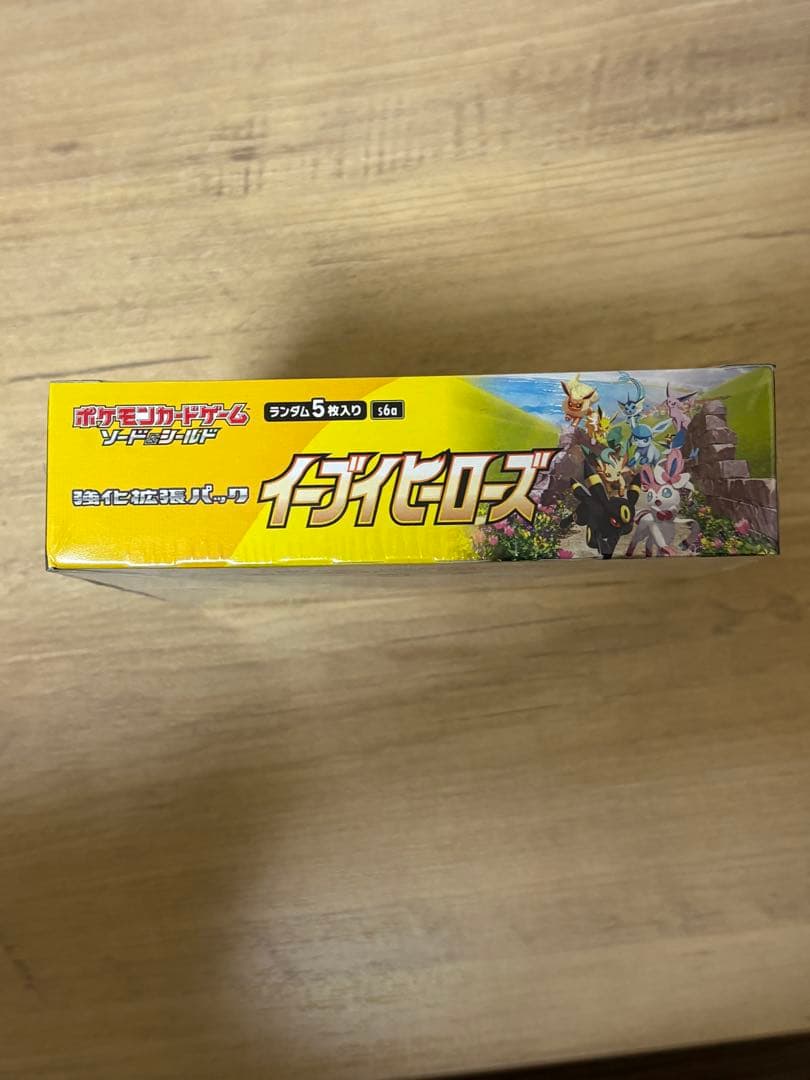 ポケモンカードゲーム
ソード&シールド
ランダム5枚入り
s6a
強化拡張パック
イーブイヒーローズ